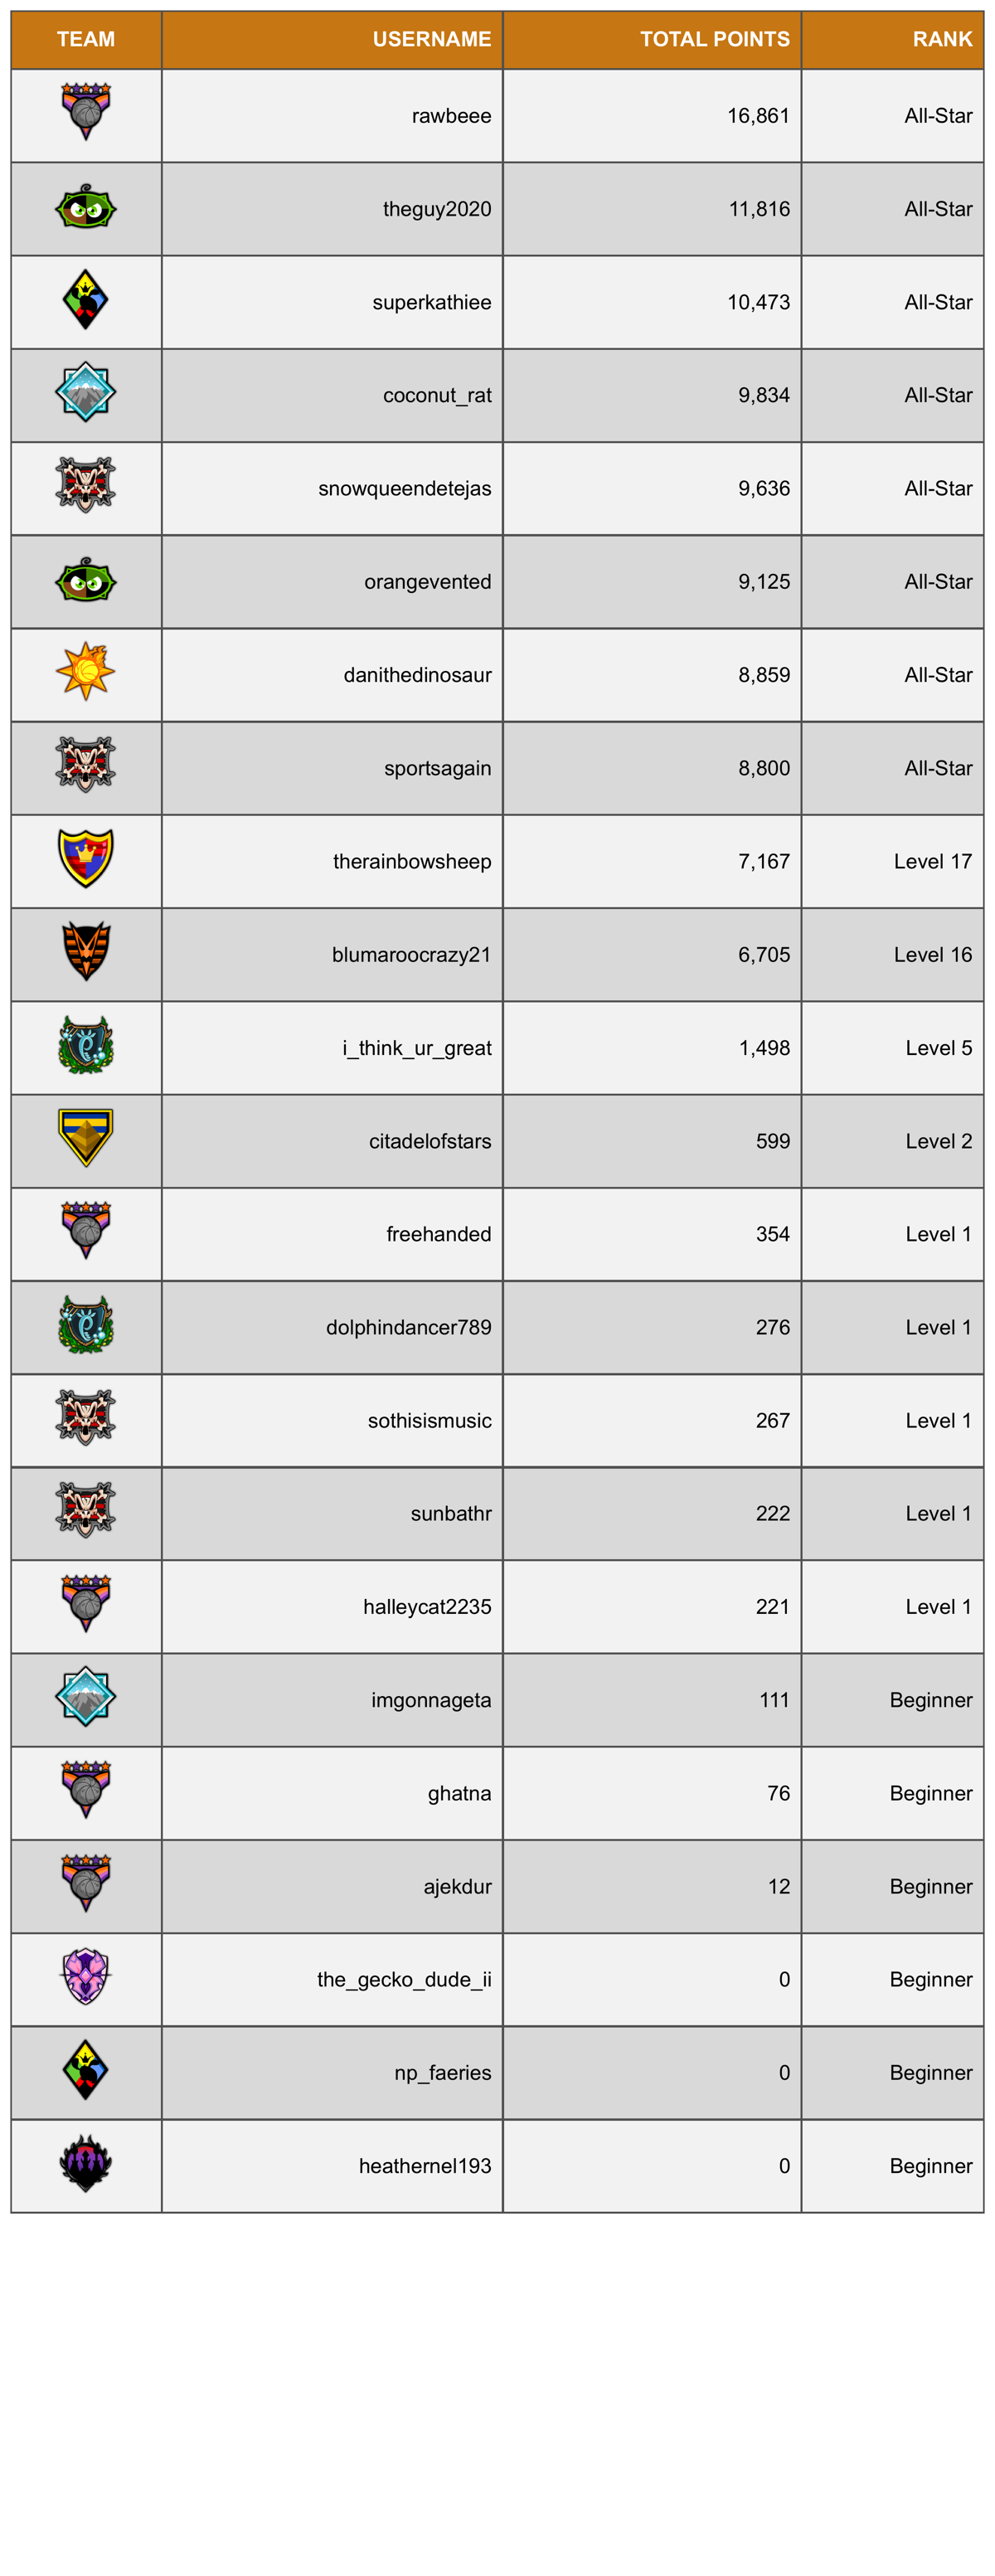 TEAM USERNAME TOTAL POINTS RANK
rawbeee 16,861 All-Star
theguy2020 11,816 All-Star
superkathiee 10,473 All-Star
coconut_rat 9,834 All-Star
snowqueendetejas 9,636 All-Star
orangevented 9,125 All-Star
danithedinosaur 8,859 All-Star
sportsagain 8,800 All-Star
therainbowsheep 7,167 Level 17
blumaroocrazy21 6,705 Level 16
i_think_ur_great 1,498 Level 5
citadelofstars 599 Level 2
freehanded 354 Level 1
dolphindancer789 276 Level 1
sothisismusic 267 Level 1
sunbathr 222 Level 1
halleycat2235 221 Level 1
imgonnageta 111 Beginner
ghatna 76 Beginner
ajekdur 12 Beginner
the_gecko_dude_ii 0 Beginner
np_faeries 0 Beginner
heathernel193 0 Beginner